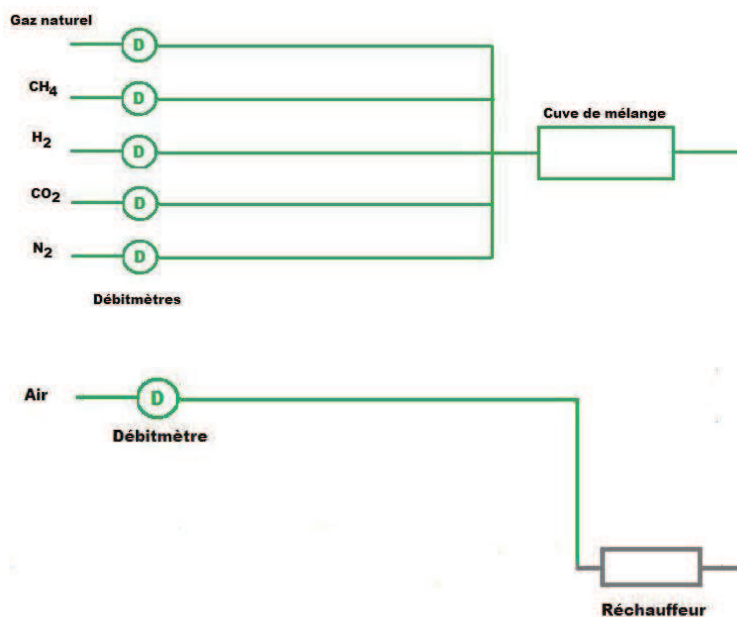 Gaz naturel
D
CH4
D
H2
D
Cuve de mélange
CO2
D
N2
D
Débitmètres
Air
D
Débitmètre
Réchauffeur